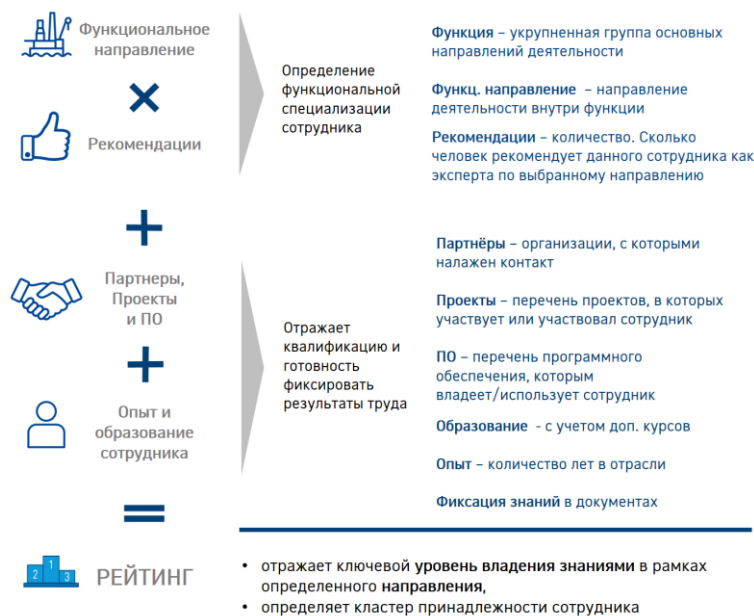 Функциональное
направление
×
Рекомендации
+
Партнеры,
Проекты
и ПО
+
Опыт и
образование
сотрудника
=
1
2
3
РЕЙТИНГ
Определение
функциональной
специализации
сотрудника
Отражает
квалификацию и
готовность
фиксировать
результаты труда
Функция – укрупненная группа основных
направлений деятельности
Функц. направление – направление
деятельности внутри функции
Рекомендации – количество. Сколько
человек рекомендует данного сотрудника как
эксперта по выбранному направлению
Партнёры – организации, с которыми
налажен контакт
Проекты – перечень проектов, в которых
участвует или участвовал сотрудник
ПО – перечень программного
обеспечения, которым
владеет/использует сотрудник
Образование - с учетом доп. курсов
Опыт – количество лет в отрасли
Фиксация знаний в документах
• отражает ключевой уровень владения знаниями в рамках
определенного направления,
• определяет кластер принадлежности сотрудника